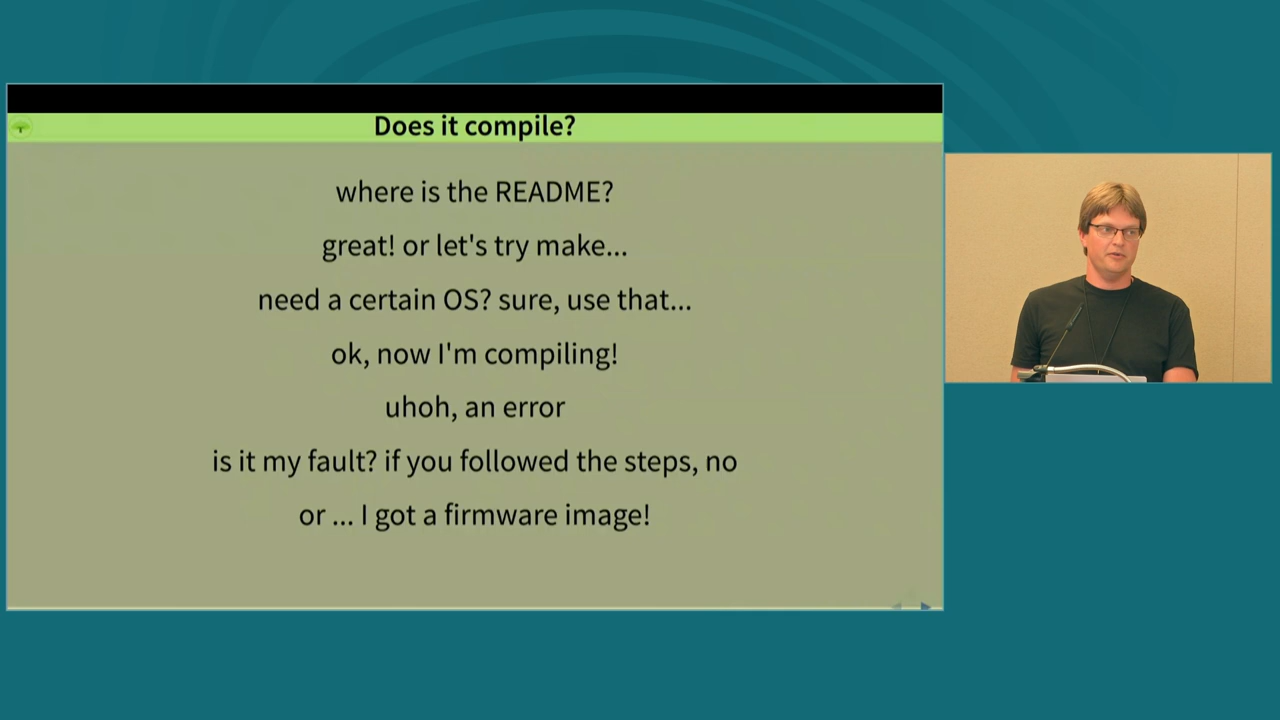 Does it compile?
where is the README?
great! or let's try make...
need a certain OS? sure, use that...
ok, now I'm compiling!
uhoh, an error
is it my fault? if you followed the steps, no
or ... I got a firmware image!